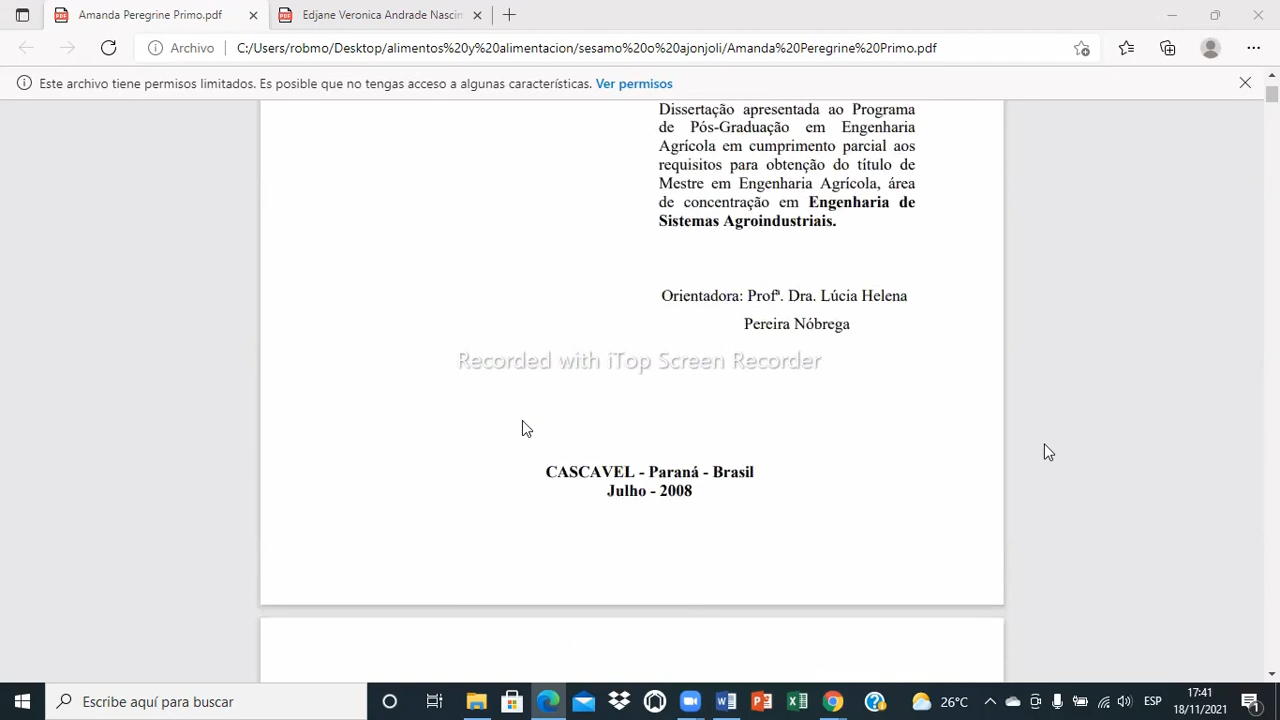 Amanda Peregrine Primo.pdf
Edjane Veronica Andrade Nascin
Archivo
C:/Users/robmo/Desktop/alimentos%20y%20alimentacion/sesamo%20o%20ajonjoli/Amanda%20Peregrine%20Primo.pdf
Este archivo tiene permisos limitados. Es posible que no tengas acceso a algunas características. Ver permisos
Dissertação apresentada ao Programa
de Pós-Graduação em Engenharia
Agrícola em cumprimento parcial aos
requisitos para obtenção do título de
Mestre em Engenharia Agrícola, área
de concentração em Engenharia de
Sistemas Agroindustriais.
Orientadora: Profª. Dra. Lúcia Helena
Pereira Nóbrega
Recorded with iTop Screen Recorder
CASCAVEL - Paraná - Brasil
Julho - 2008
Escribe aquí para buscar
26°C
ESP
17:41
18/11/2021
1